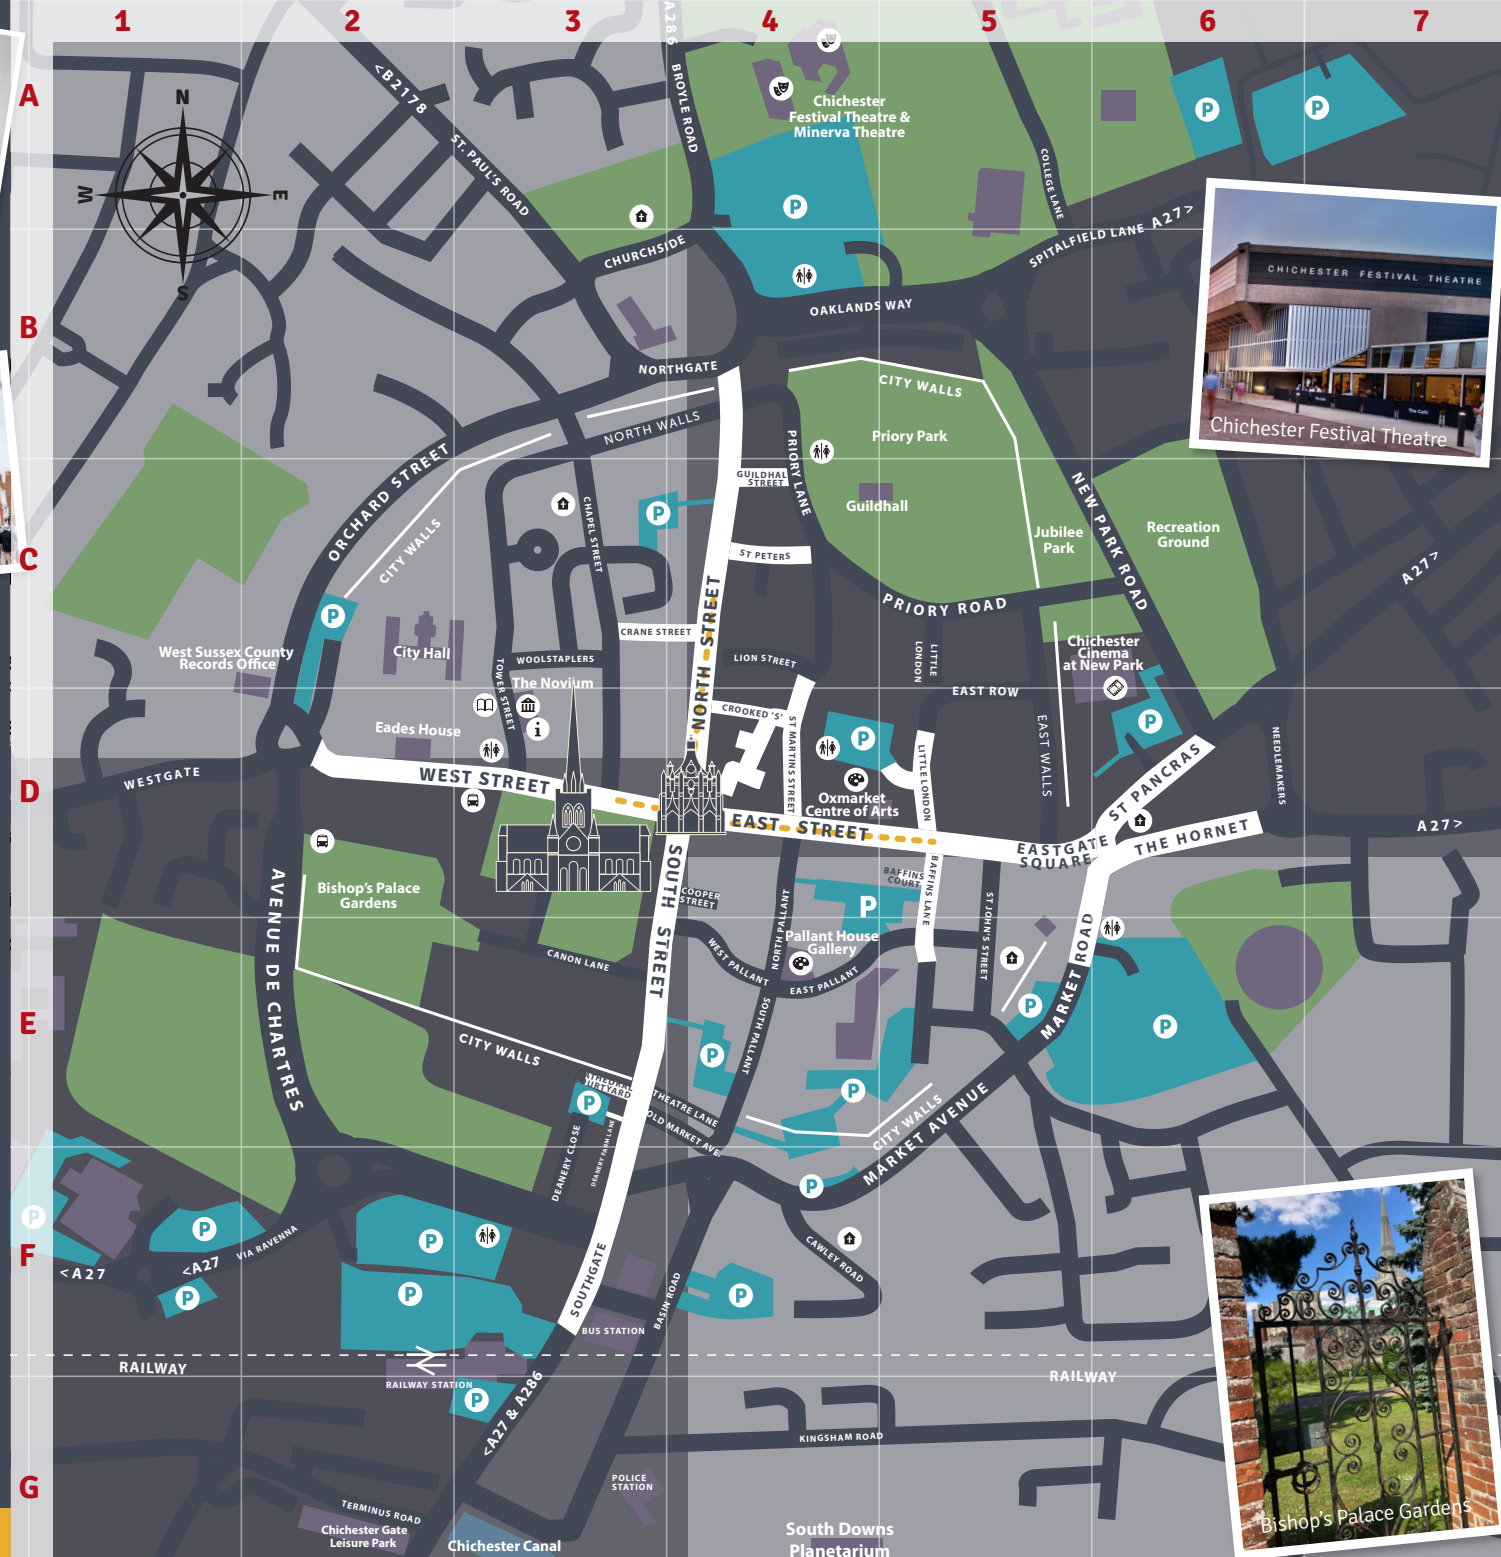 1 2 3 4 5 6 7
A
B
C
D
E
F
G
N
E
S
W
<B2178
ST. PAUL'S ROAD
A286
BROYLE ROAD
Chichester
Festival Theatre &
Minerva Theatre
P
P
P
COLLEGE LANE
SPITALFIELD LANE A27>
CHURCHSIDE
OAKLANDS WAY
CHICHESTER FESTIVAL THEATRE
Chichester Festival Theatre
NORTHGATE
NORTH WALLS
CITY WALLS
Priory Park
PRIORY LANE
GUILDHALL
STREET
Guildhall
ORCHARD STREET
CITY WALLS
CHAPEL STREET
P
ST PETERS
Jubilee
Park
NEW PARK ROAD
Recreation
Ground
A27>
PRIORY ROAD
P
West Sussex County
Records Office
City Hall
CRANE STREET
NORTH STREET
WOOLSTAPLERS
TOWER STREET
The Novium
LION STREET
LITTLE
LONDON
Chichester
Cinema
at New Park
EAST ROW
Eades House
i
CROOKED 'S'
ST MARTINS STREET
P
LITTLE LONDON
EAST WALLS
P
NEEDLEMAKERS
WESTGATE
WEST STREET
Oxmarket
Centre of Arts
EAST STREET
ST PANCRAS
EASTGATE
SQUARE
THE HORNET
A27>
AVENUE DE CHARTRES
Bishop's Palace
Gardens
SOUTH STREET
COOPER
STREET
NORTH PALLANT
BAFFINS
COURT
BAFFINS LANE
P
ST JOHN'S STREET
Pallant House
Gallery
WEST PALLANT
EAST PALLANT
SOUTH PALLANT
CANON LANE
MARKET ROAD
P
P
CITY WALLS
P
P
P
THEATRE LANE
OLD MARKET AVE.
CITY WALLS
MARKET AVENUE
DEANERY CLOSE
DEANERY FARM LANE
P
P
P
VIA RAVENNA
<A27
<A27
P
P
P
CAWLEY ROAD
P
SOUTHGATE
BASIN ROAD
BUS STATION
RAILWAY
RAILWAY STATION
P
<A27 & A286
RAILWAY
KINGSHAM ROAD
POLICE
STATION
TERMINUS ROAD
Chichester Gate
Leisure Park
Chichester Canal
South Downs
Planetarium
Bishop's Palace Gardens